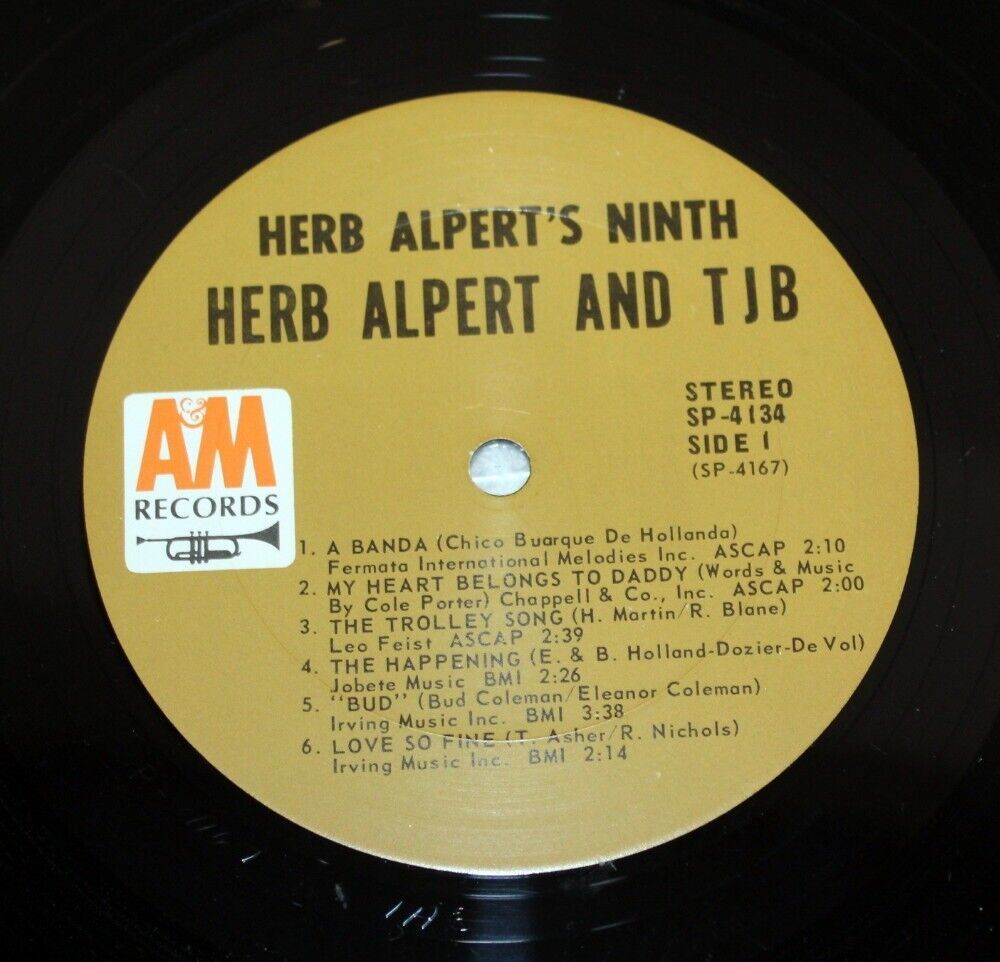 HERB ALPERT'S NINTH
HERB ALPERT AND TJB
A&M
RECORDS
STEREO
SP-4134
SIDE 1
(SP-4167)
1. A BANDA (Chico Buarque De Hollanda)
Fermata International Melodies Inc. ASCAP 2:10
2. MY HEART BELONGS TO DADDY (Words & Music
By Cole Porter) Chappell & Co., Inc. ASCAP 2:00
3. THE TROLLEY SONG (H. Martin/R. Blane)
Leo Feist ASCAP 2:39
4. THE HAPPENING (E. & B. Holland-Dozier-De Vol)
Jobete Music BMI 2:26
5. "BUD" (Bud Coleman/Eleanor Coleman)
Irving Music Inc. BMI 3:38
6. LOVE SO FINE (T. Asher/R. Nichols)
Irving Music Inc. BMI 2:14